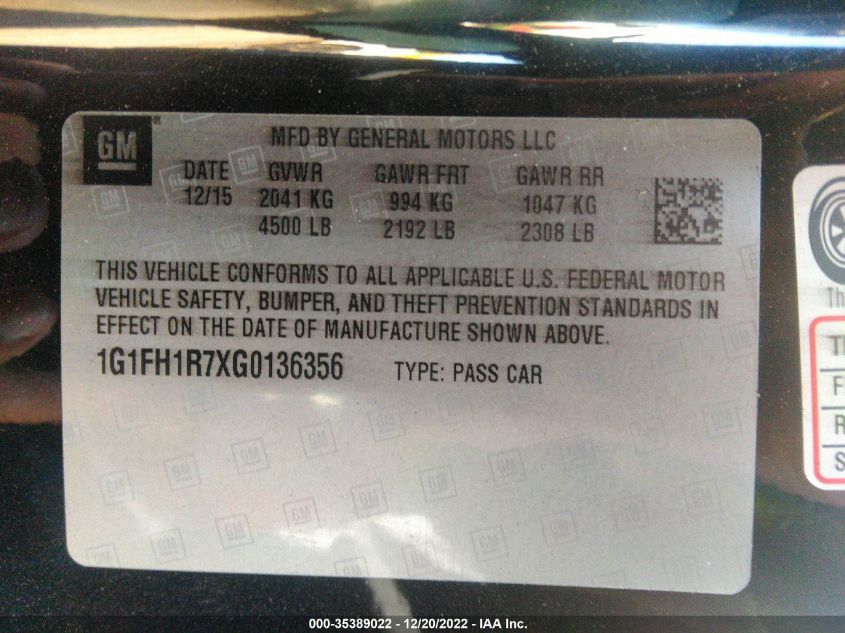 GM ® MFD BY GENERAL MOTORS LLC
DATE GVWR GAWR FRT GAWR RR
12/15 2041 KG 994 KG 1047 KG
4500 LB 2192 LB 2308 LB
THIS VEHICLE CONFORMS TO ALL APPLICABLE U.S. FEDERAL MOTOR
VEHICLE SAFETY, BUMPER, AND THEFT PREVENTION STANDARDS IN
EFFECT ON THE DATE OF MANUFACTURE SHOWN ABOVE.
1G1FH1R7XG0136356 TYPE: PASS CAR
Th
F
R
S
000-35389022 - 12/20/2022 - IAA Inc.